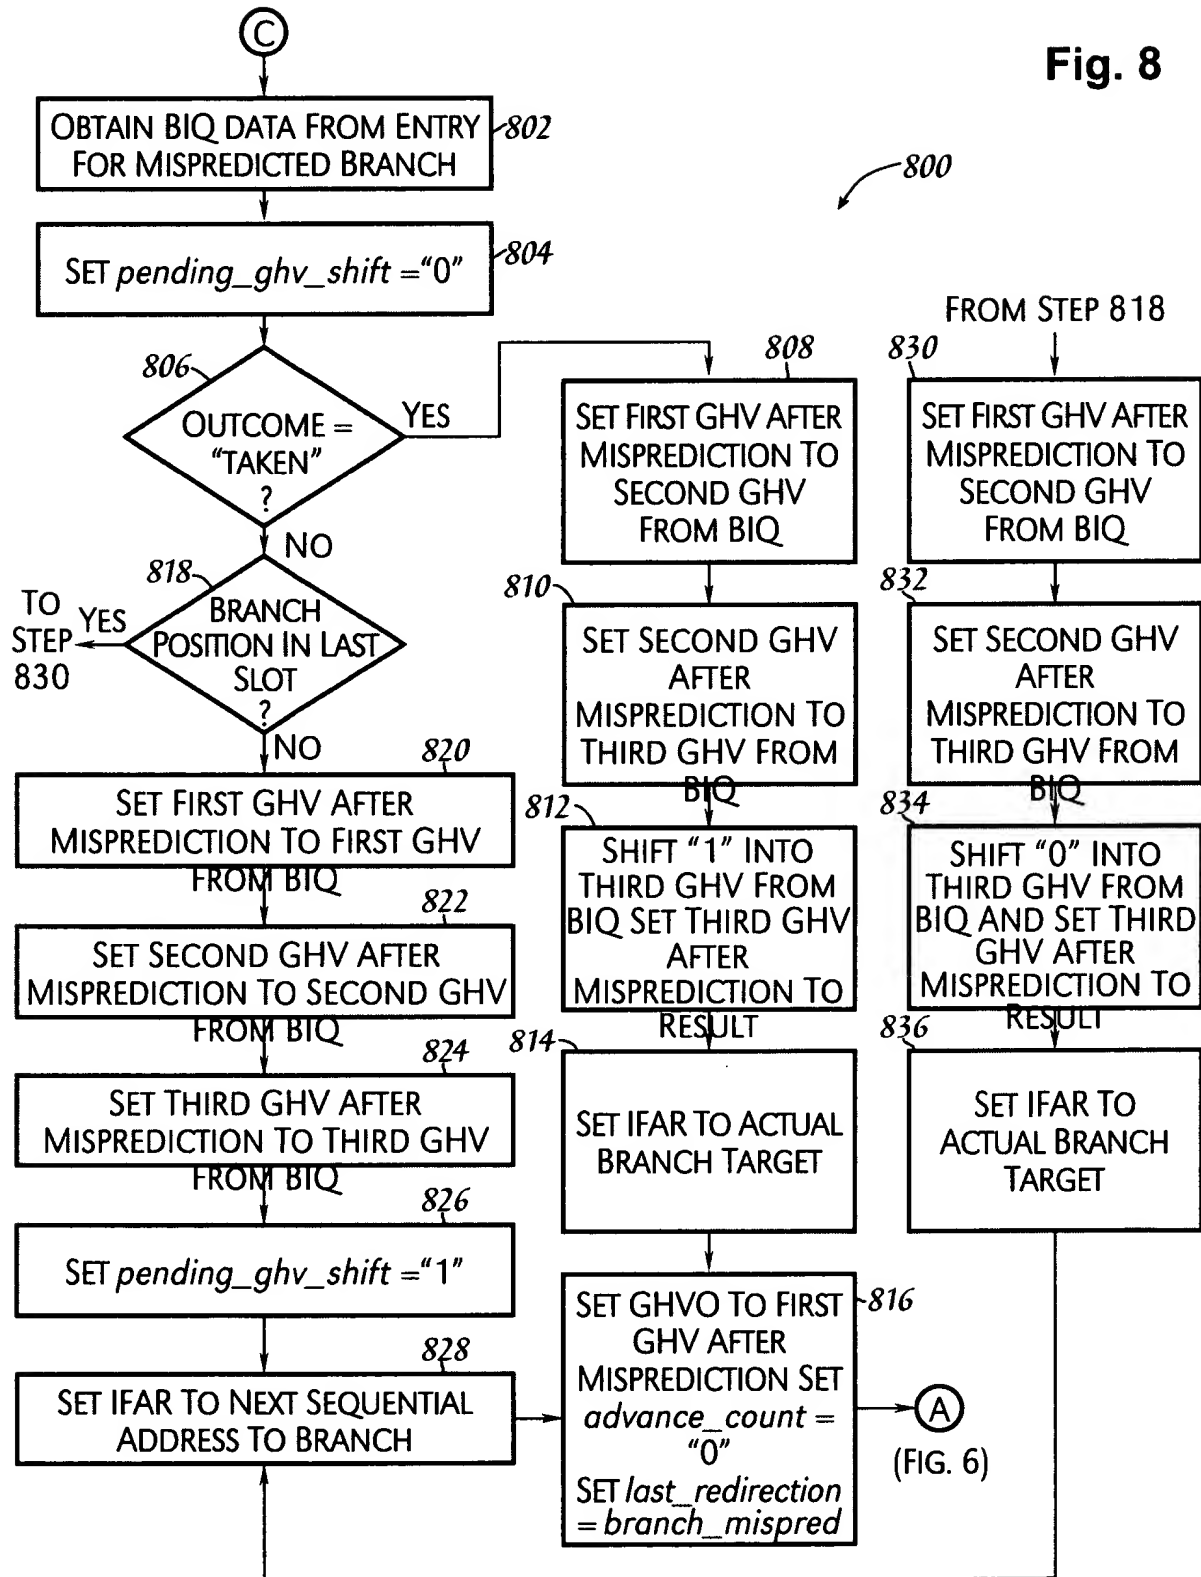 C
Fig. 8
OBTAIN BIQ DATA FROM ENTRY
FOR MISPREDICTED BRANCH
802
800
SET pending_ghv_shift ="0"
804
806
OUTCOME =
"TAKEN"
?
YES
NO
818
BRANCH
POSITION IN LAST
SLOT
?
YES
TO
STEP
830
NO
820
SET FIRST GHV AFTER
MISPREDICTION TO FIRST GHV
FROM BIQ
822
SET SECOND GHV AFTER
MISPREDICTION TO SECOND GHV
FROM BIQ
824
SET THIRD GHV AFTER
MISPREDICTION TO THIRD GHV
FROM BIQ
826
SET pending_ghv_shift ="1"
828
SET IFAR TO NEXT SEQUENTIAL
ADDRESS TO BRANCH
808
SET FIRST GHV AFTER
MISPREDICTION TO
SECOND GHV
FROM BIQ
810
SET SECOND GHV
AFTER
MISPREDICTION TO
THIRD GHV FROM
BIQ
812
SHIFT "1" INTO
THIRD GHV FROM
BIQ SET THIRD GHV
AFTER
MISPREDICTION TO
RESULT
814
SET IFAR TO ACTUAL
BRANCH TARGET
SET GHVO TO FIRST
GHV AFTER
MISPREDICTION SET
advance_count =
"0"
SET last_redirection
= branch_mispred
816
A
(FIG. 6)
FROM STEP 818
830
SET FIRST GHV AFTER
MISPREDICTION TO
SECOND GHV
FROM BIQ
832
SET SECOND GHV
AFTER
MISPREDICTION TO
THIRD GHV FROM
BIQ
834
SHIFT "0" INTO
THIRD GHV FROM
BIQ AND SET THIRD
GHV AFTER
MISPREDICTION TO
RESULT
836
SET IFAR TO
ACTUAL BRANCH
TARGET